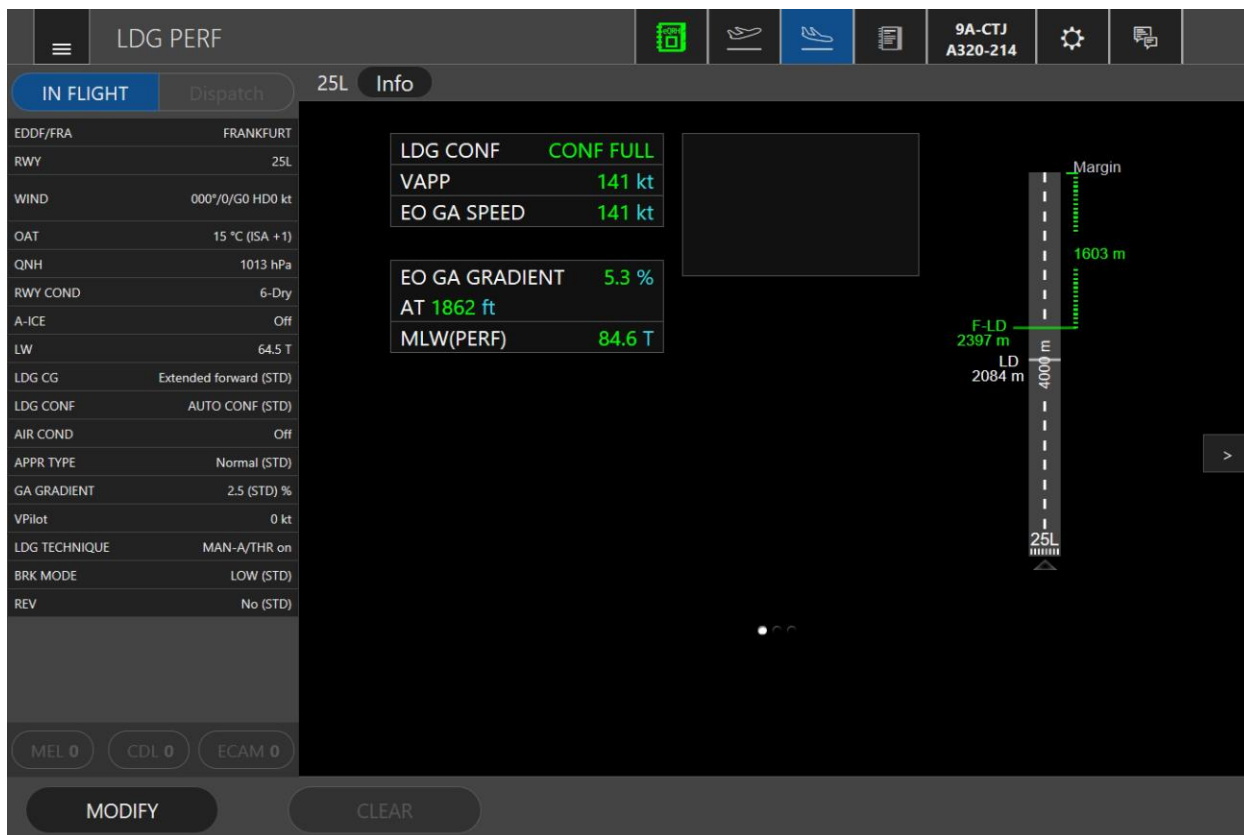 LDG PERF
eQRH
9A-CTJ
A320-214
IN FLIGHT
Dispatch
25L
Info
EDDF/FRA FRANKFURT
RWY 25L
WIND 000°/0/G0 HD0 kt
OAT 15 °C (ISA +1)
QNH 1013 hPa
RWY COND 6-Dry
A-ICE Off
LW 64.5 T
LDG CG Extended forward (STD)
LDG CONF AUTO CONF (STD)
AIR COND Off
APPR TYPE Normal (STD)
GA GRADIENT 2.5 (STD) %
VPilot 0 kt
LDG TECHNIQUE MAN-A/THR on
BRK MODE LOW (STD)
REV No (STD)
MEL 0
CDL 0
ECAM 0
LDG CONF CONF FULL
VAPP 141 kt
EO GA SPEED 141 kt
EO GA GRADIENT 5.3 %
AT 1862 ft
MLW(PERF) 84.6 T
Margin
1603 m
F-LD
2397 m
LD
2084 m
4000 m
25L
>
MODIFY
CLEAR